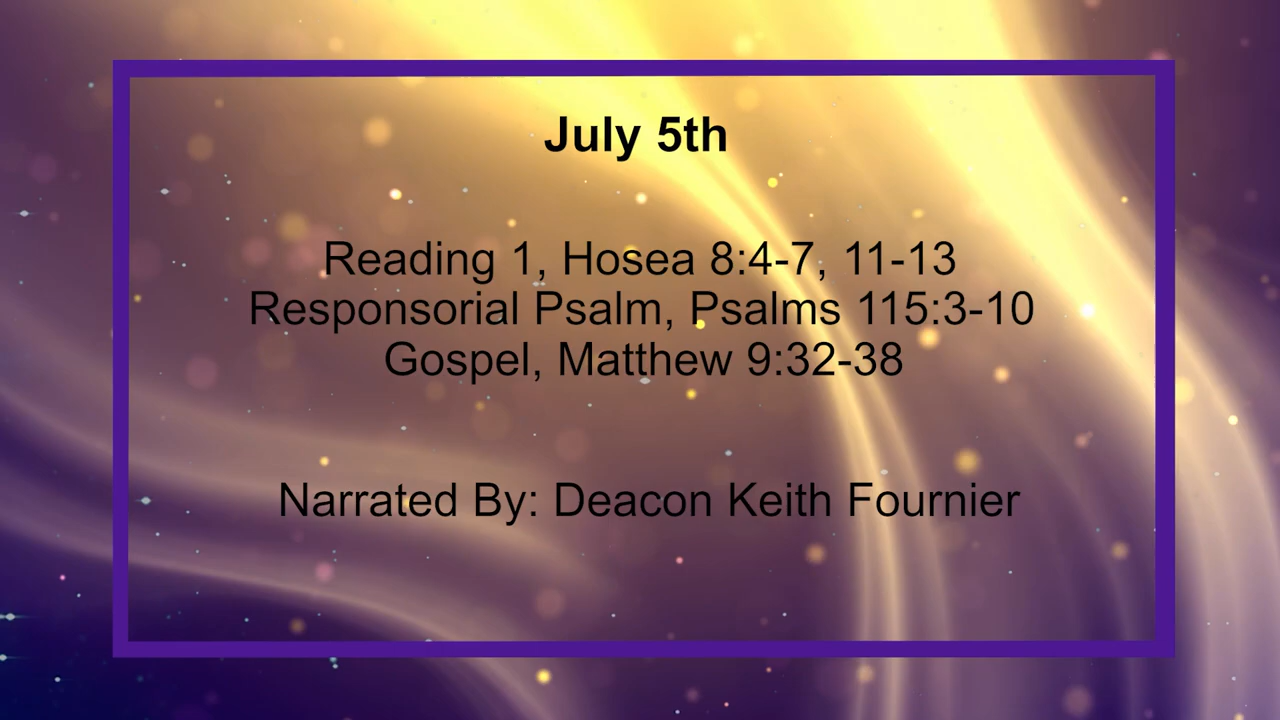 July 5th
Reading 1, Hosea 8:4-7, 11-13
Responsorial Psalm, Psalms 115:3-10
Gospel, Matthew 9:32-38
Narrated By: Deacon Keith Fournier